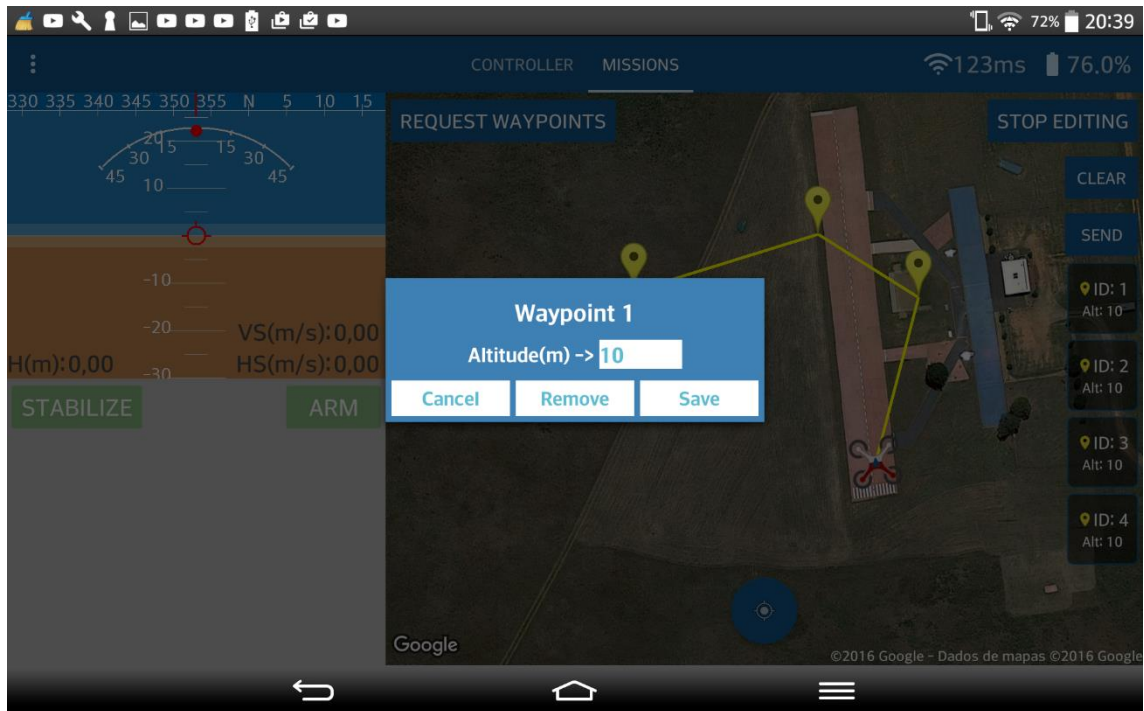 72% 20:39
CONTROLLER MISSIONS 123ms 76.0%
330 335 340 345 350 355 N 5 10 15
20
45 30 15 15 30 45
10
-10
-20
-30
VS(m/s):0,00
H(m):0,00 HS(m/s):0,00
STABILIZE ARM
REQUEST WAYPOINTS
STOP EDITING
CLEAR
SEND
ID: 1
Alt: 10
ID: 2
Alt: 10
ID: 3
Alt: 10
ID: 4
Alt: 10
Waypoint 1
Altitude(m) -> 10
Cancel Remove Save
Google
©2016 Google - Dados de mapas ©2016 Google